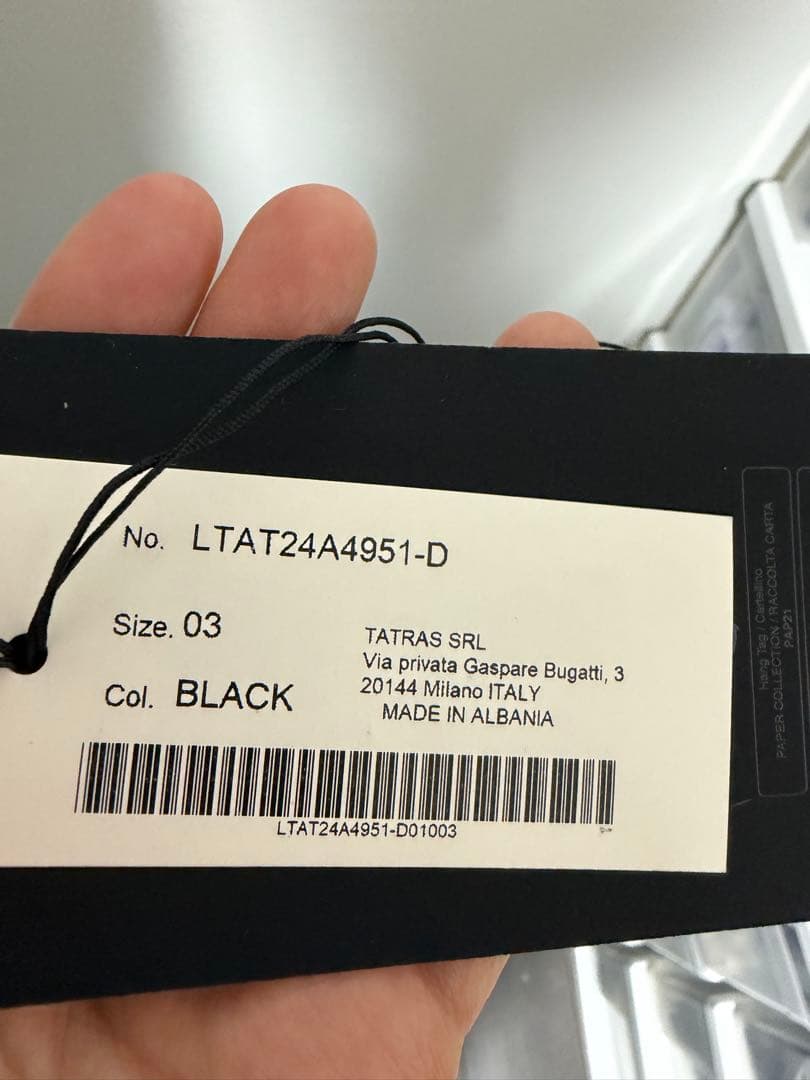 No. LTAT24A4951-D
Size. 03
Col. BLACK
TATRAS SRL
Via privata Gaspare Bugatti, 3
20144 Milano ITALY
MADE IN ALBANIA
LTAT24A4951-D01003
Hang Tag / Cartellino
PAPER COLLECTION / RACCOLTA CARTA
PAP21